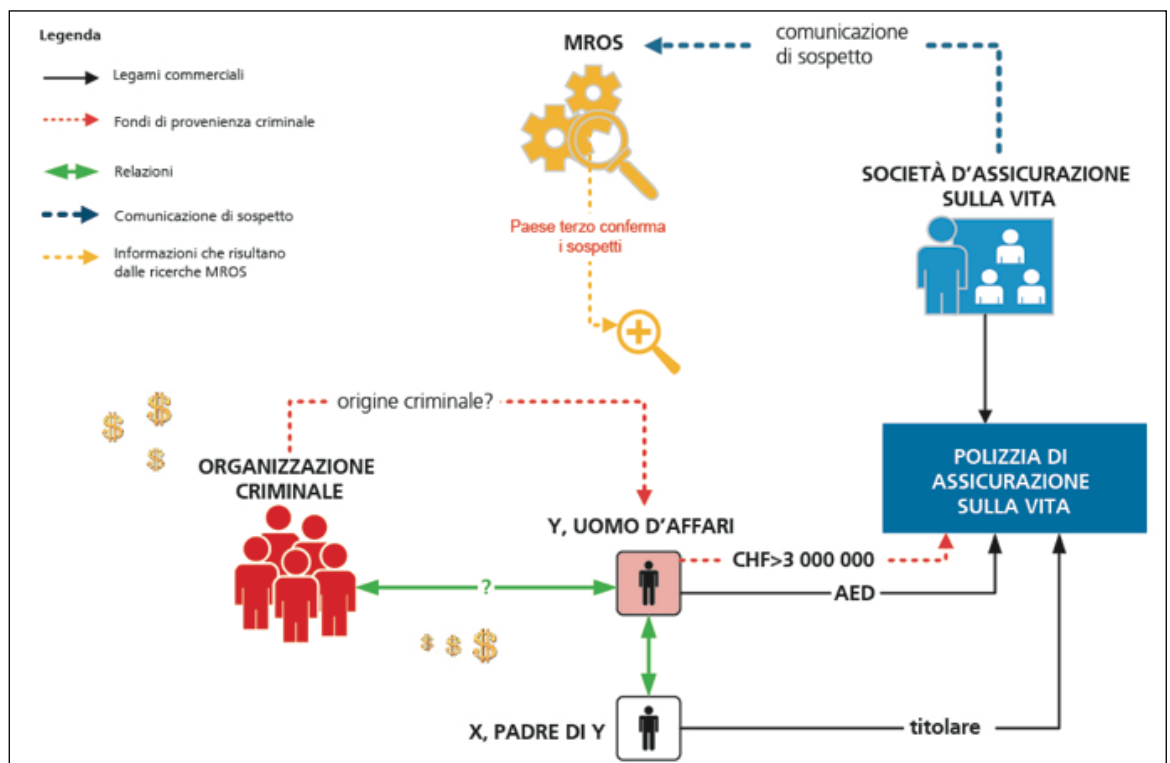 Legenda
Legami commerciali
Fondi di provenienza criminale
Relazioni
Comunicazione di sospetto
Informazioni che risultano
dalle ricerche MROS
MROS
comunicazione
di sospetto
SOCIETÀ D'ASSICURAZIONE
SULLA VITA
Paese terzo conferma
i sospetti
origine criminale?
ORGANIZZAZIONE
CRIMINALE
POLIZZIA DI
ASSICURAZIONE
SULLA VITA
Y, UOMO D'AFFARI
CHF>3 000 000
?
AED
X, PADRE DI Y
titolare
$
$
$
$
$
$